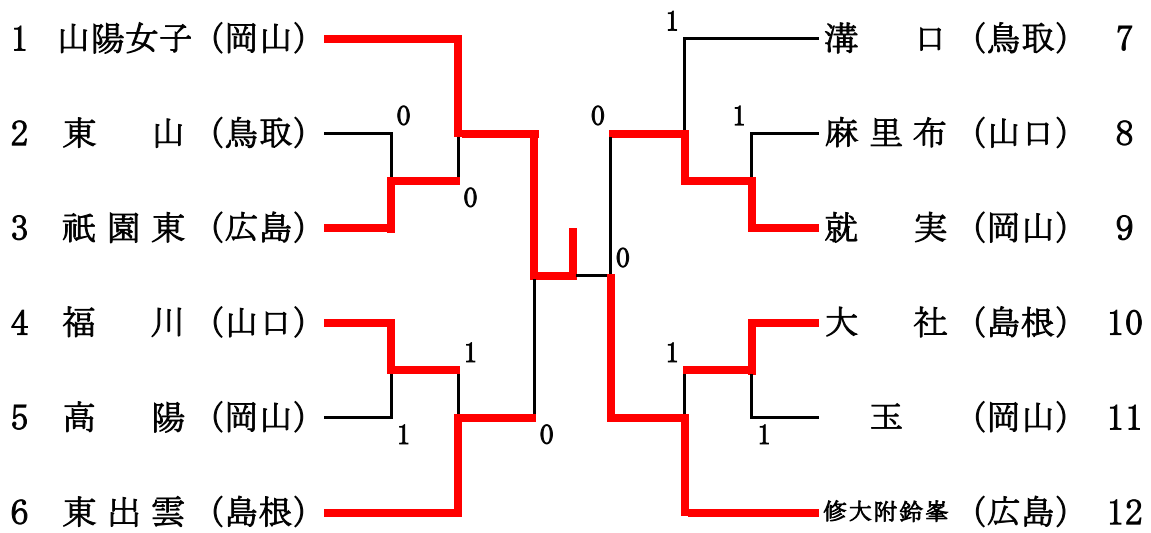 1 山陽女子 (岡山)
2 東山 (鳥取)
3 祇園東 (広島)
4 福川 (山口)
5 高陽 (岡山)
6 東出雲 (島根)
0
0
1
1
0
1
0
1
0
1
1
溝口 (鳥取) 7
麻里布 (山口) 8
就実 (岡山) 9
大社 (島根) 10
玉 (岡山) 11
修大附鈴峯 (広島) 12